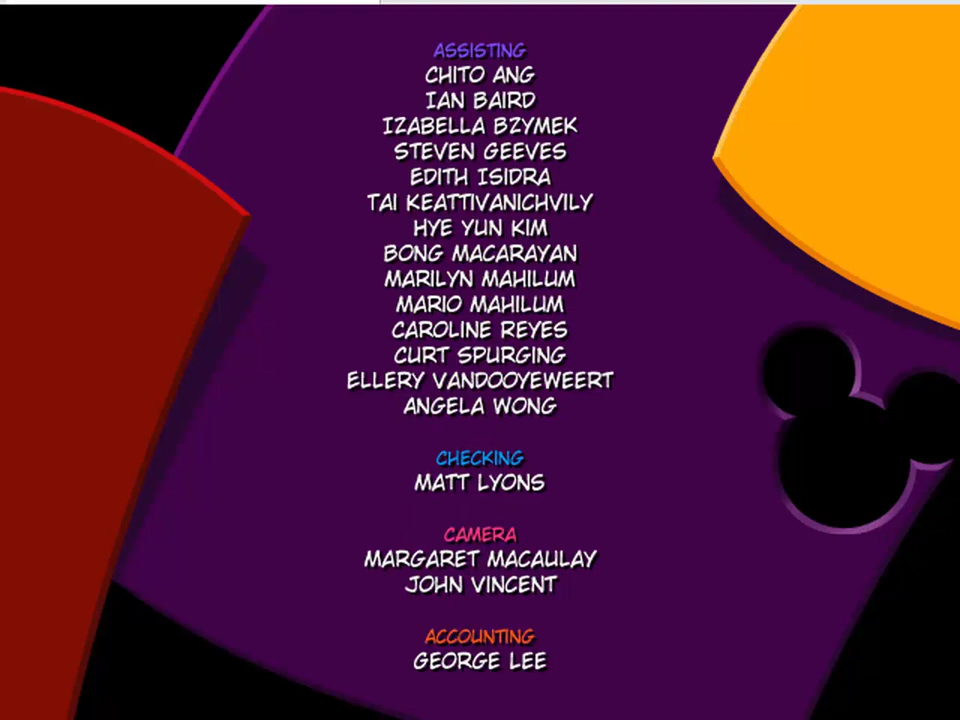 ASSISTING
CHITO ANG
IAN BAIRD
IZABELLA BZYMEK
STEVEN GEEVES
EDITH ISIDRA
TAI KEATTIVANICHVILY
HYE YUN KIM
BONG MACARAYAN
MARILYN MAHILUM
MARIO MAHILUM
CAROLINE REYES
CURT SPURGING
ELLERY VANDOOYEWEERT
ANGELA WONG
CHECKING
MATT LYONS
CAMERA
MARGARET MACAULAY
JOHN VINCENT
ACCOUNTING
GEORGE LEE